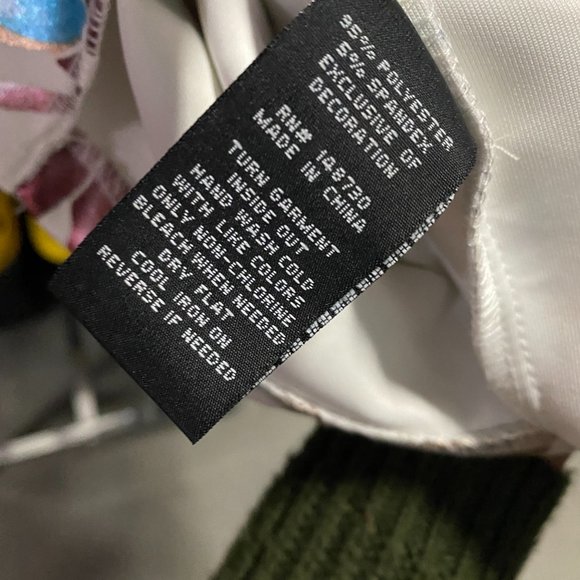 95% POLYESTER
5% SPANDEX
EXCLUSIVE OF
DECORATION
RN# 148730
MADE IN CHINA
TURN GARMENT
INSIDE OUT
HAND WASH COLD
WITH LIKE COLORS
ONLY NON-CHLORINE
BLEACH WHEN NEEDED
DRY FLAT
COOL IRON ON
REVERSE IF NEEDED